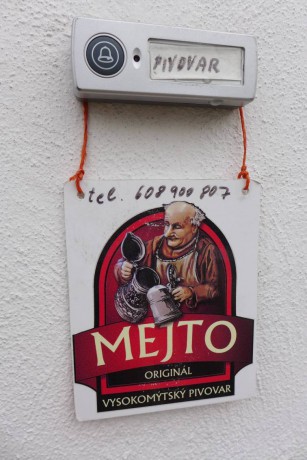 PIVOVAR
tel. 608 900 807
MEJTO
ORIGINÁL
VYSOKOMÝTSKÝ PIVOVAR